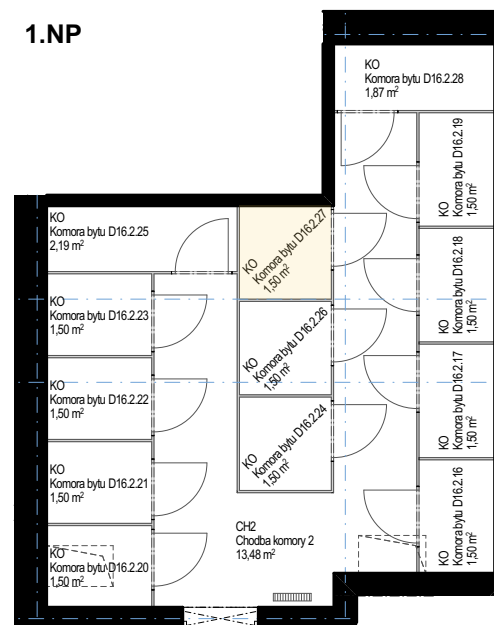 1.NP
KO
Komora bytu D16.2.28
1,87 m²
KO
Komora bytu D16.2.19
1,50 m²
KO
Komora bytu D16.2.25
2,19 m²
KO
Komora bytu D16.2.27
1,50 m²
KO
Komora bytu D16.2.18
1,50 m²
KO
Komora bytu D16.2.23
1,50 m²
KO
Komora bytu D16.2.26
1,50 m²
KO
Komora bytu D16.2.17
1,50 m²
KO
Komora bytu D16.2.22
1,50 m²
KO
Komora bytu D16.2.24
1,50 m²
KO
Komora bytu D16.2.21
1,50 m²
KO
Komora bytu D16.2.16
1,50 m²
KO
Komora bytu D16.2.20
1,50 m²
CH2
Chodba komory 2
13,48 m²